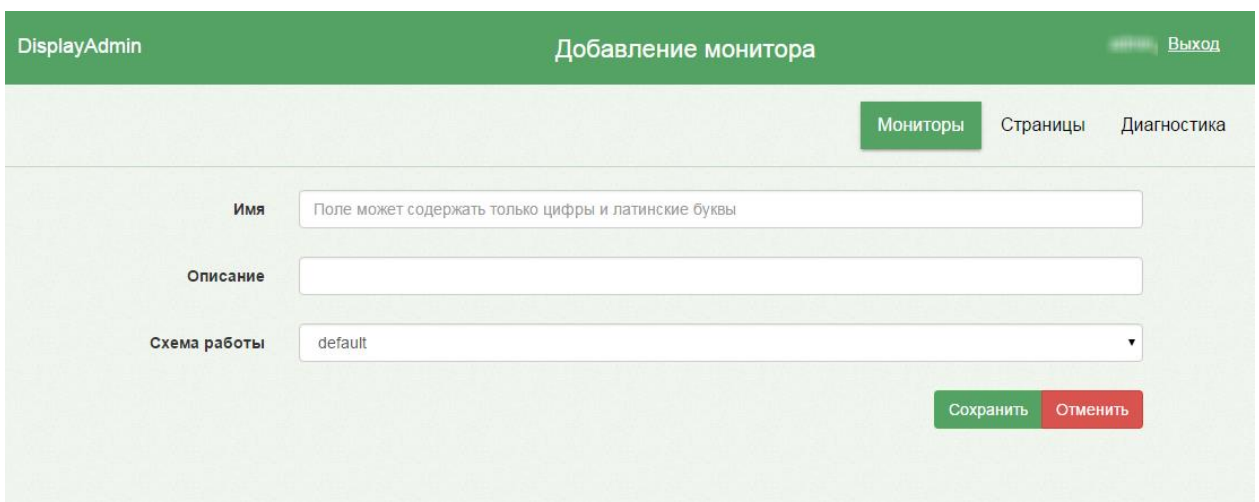 DisplayAdmin Добавление монитора Выход
Мониторы Страницы Диагностика
Имя Поле может содержать только цифры и латинские буквы
Описание
Схема работы default
Сохранить Отменить